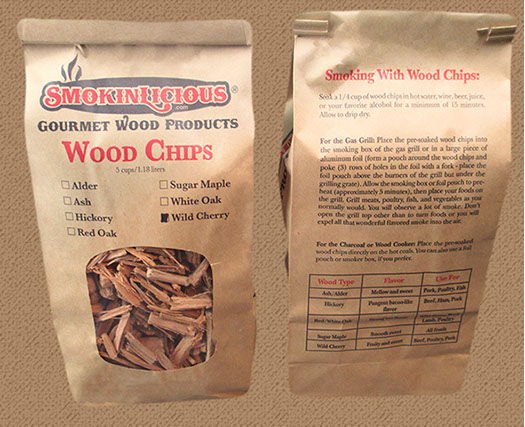 SMOKINLICIOUS®
.com
GOURMET WOOD PRODUCTS
WOOD CHIPS
5 cups/1.18 liters
Alder
Ash
Hickory
Red Oak
Sugar Maple
White Oak
Wild Cherry
Smoking With Wood Chips:
Soak a 1/4 cup of wood chips in hot water, wine, beer, juice,
or your favorite alcohol for a minimum of 15 minutes.
Allow to drip dry.
For the Gas Grill: Place the pre-soaked wood chips into
the smoking box of the gas grill or in a large piece of
aluminum foil (form a pouch around the wood chips and
poke (3) rows of holes in the foil with a fork - place the
foil pouch above the burners of the grill but under the
grilling grate). Allow the smoking box or foil pouch to pre-
heat (approximately 5 minutes), then place your foods on
the grill. Grill meats, poultry, fish, and vegetables as you
normally would. You will observe a lot of smoke. Don't
open the grill top other than to turn foods or you will
expel all that wonderful flavored smoke into the air.
For the Charcoal or Wood Cooker: Place the pre-soaked
wood chips directly on the hot coals. You can also use a foil
pouch or smoker box, if you prefer.
Wood Type Flavor Use For
Ash/Alder Mellow and sweet Pork, Poultry, Fish
Hickory Pungent bacon-like flavor Beef, Ham, Pork
Red/White Oak Lamb, Poultry
Sugar Maple Smooth sweet All Foods
Wild Cherry Fruity and sweet Beef, Poultry, Pork